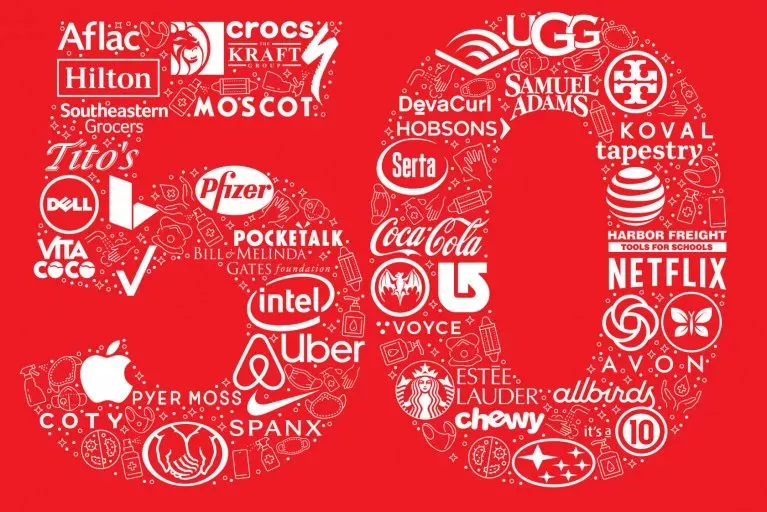 Aflac
crocs
THE
KRAFT
GROUP
Hilton
Southeastern
Grocers
MOSCOT
Tito's
DELL
Pfizer
VITA
COCO
POCKETALK
BILL & MELINDA
GATES foundation
intel
Uber
PYER MOSS
COTY
SPANX
UGG
DevaCurl
SAMUEL
ADAMS
HOBSONS
KOVAL
tapestry
Serta
HARBOR FREIGHT
TOOLS FOR SCHOOLS
Coca-Cola
NETFLIX
VOYCE
AVON
ESTĒE
LAUDER
allbirds
chewy
it's a
10